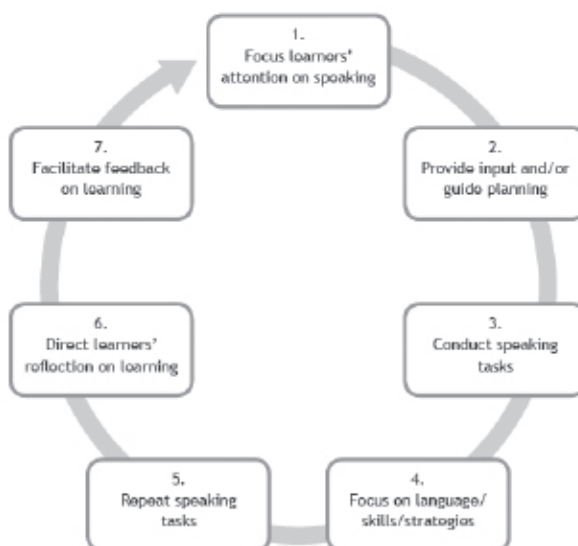 1.
Focus learners'
attention on speaking
2.
Provide input and/or
guide planning
3.
Conduct speaking
tasks
4.
Focus on language/
skills/strategies
5.
Repeat speaking
tasks
6.
Direct learners'
reflection on learning
7.
Facilitate feedback
on learning